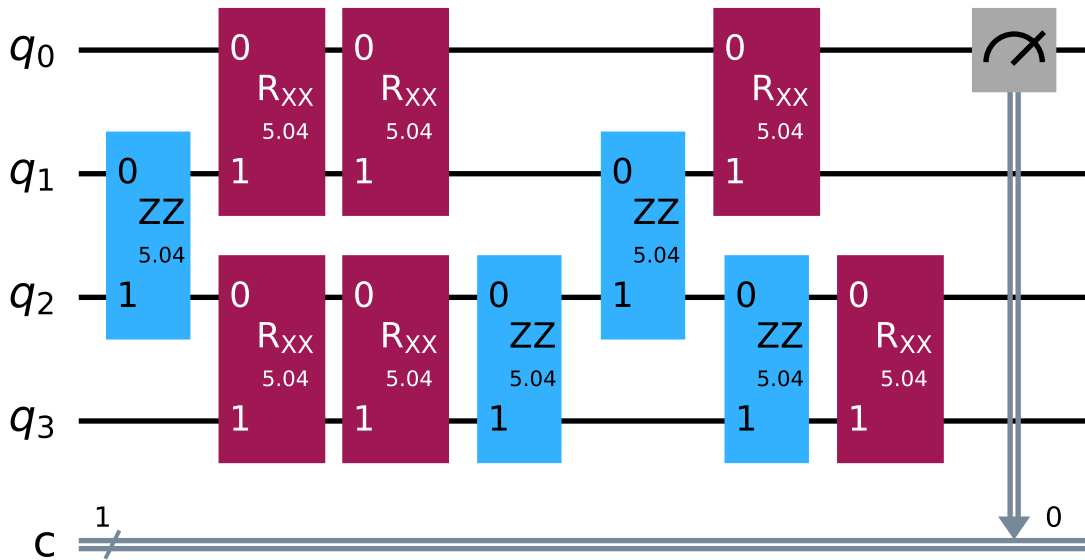 q0 0 0 0
RXX RXX RXX
5.04 5.04 5.04
q1 0 1 1 0 1
ZZ ZZ
5.04 5.04
q2 1 0 0 0 1 0 0
RXX RXX ZZ ZZ RXX
5.04 5.04 5.04 5.04 5.04
q3 1 1 1 1 1
1 0
c